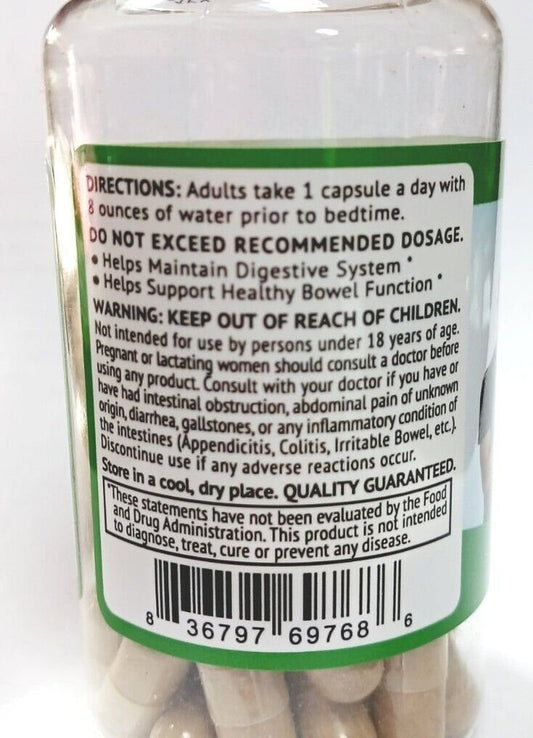 DIRECTIONS: Adults take 1 capsule a day with
8 ounces of water prior to bedtime.
DO NOT EXCEED RECOMMENDED DOSAGE.
• Helps Maintain Digestive System *
• Helps Support Healthy Bowel Function *
WARNING: KEEP OUT OF REACH OF CHILDREN.
Not intended for use by persons under 18 years of age.
Pregnant or lactating women should consult a doctor before
using any product. Consult with your doctor if you have or
have had intestinal obstruction, abdominal pain of unknown
origin, diarrhea, gallstones, or any inflammatory condition of
the intestines (Appendicitis, Colitis, Irritable Bowel, etc.).
Discontinue use if any adverse reactions occur.
Store in a cool, dry place. QUALITY GUARANTEED.
*These statements have not been evaluated by the Food
and Drug Administration. This product is not intended
to diagnose, treat, cure or prevent any disease.
8 36797 69768 6